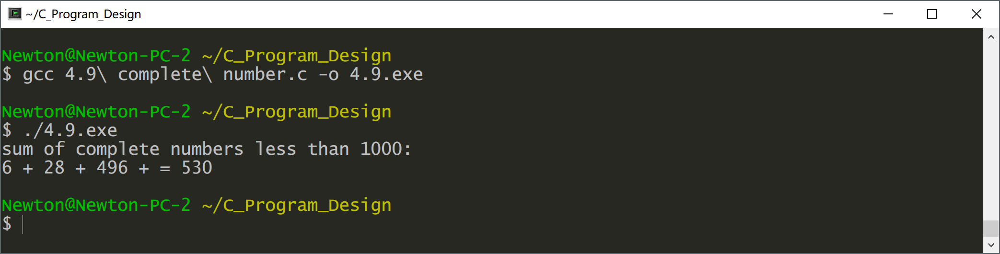 ~/C_Program_Design
Newton@Newton-PC-2 ~/C_Program_Design
$ gcc 4.9\ complete\ number.c -o 4.9.exe
Newton@Newton-PC-2 ~/C_Program_Design
$ ./4.9.exe
sum of complete numbers less than 1000:
6 + 28 + 496 + = 530
Newton@Newton-PC-2 ~/C_Program_Design
$